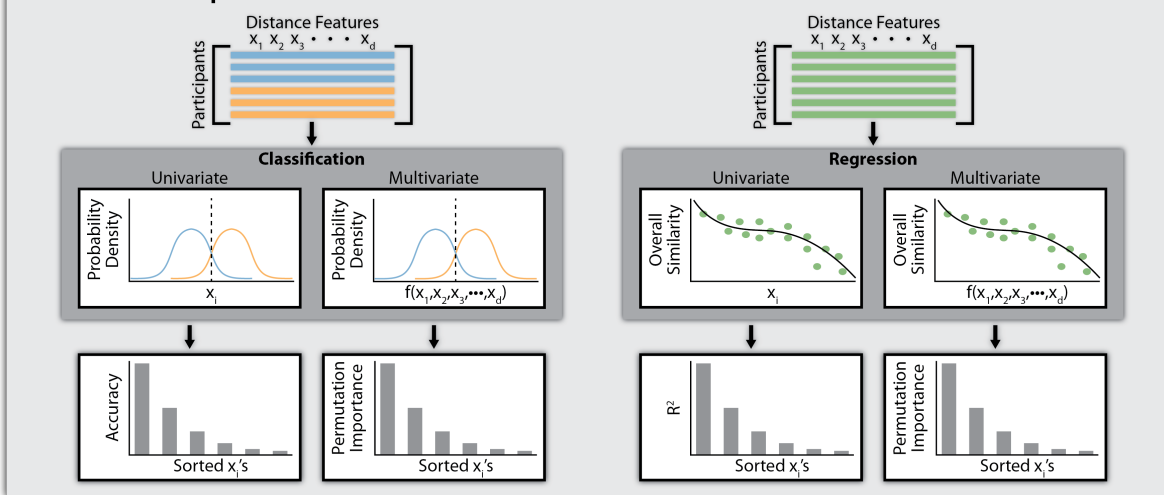 Distance Features
x1 x2 x3 • • • xd
Participants
Classification
Univariate
Probability
Density
xi
Multivariate
Probability
Density
f(x1,x2,x3,•••,xd)
Accuracy
Sorted xi's
Permutation
Importance
Sorted xi's
Distance Features
x1 x2 x3 • • • xd
Participants
Regression
Univariate
Overall
Similarity
xi
Multivariate
Overall
Similarity
f(x1,x2,x3,•••,xd)
R²
Sorted xi's
Permutation
Importance
Sorted xi's